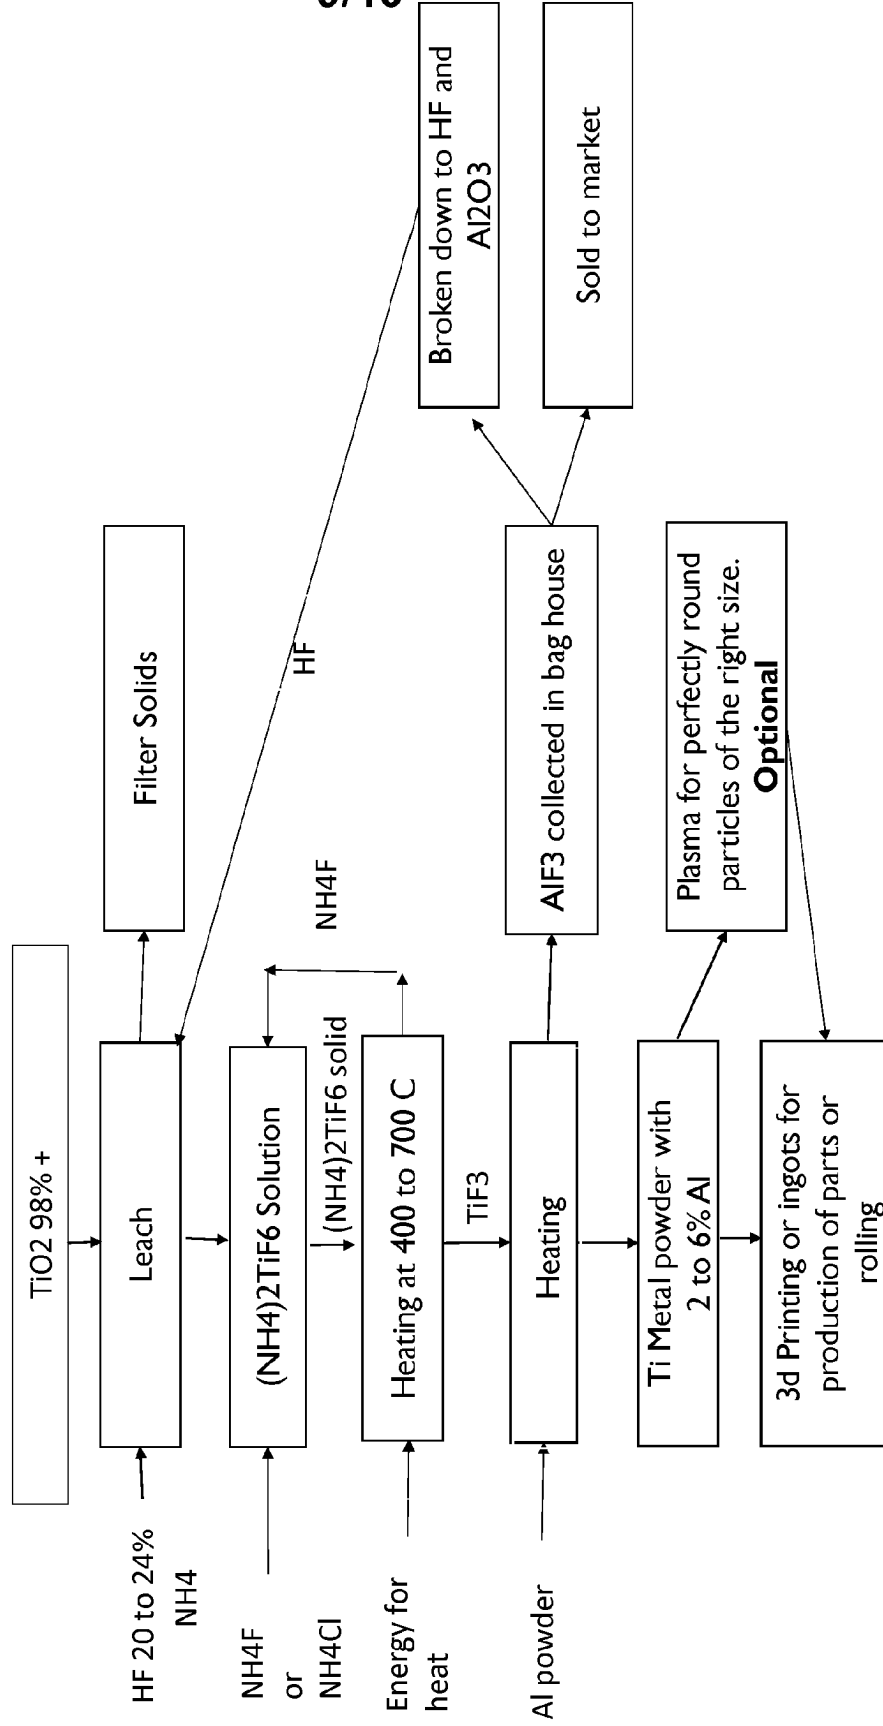 TiO2 98% +
HF 20 to 24%
NH4
Leach
Filter Solids
HF
NH4F
or
NH4Cl
(NH4)2TiF6 Solution
NH4F
(NH4)2TiF6 solid
Energy for
heat
Heating at 400 to 700 C
TiF3
Al powder
Heating
AlF3 collected in bag house
Broken down to HF and
Al2O3
Sold to market
Ti Metal powder with
2 to 6% Al
Plasma for perfectly round
particles of the right size.
Optional
3d Printing or ingots for
production of parts or
rolling